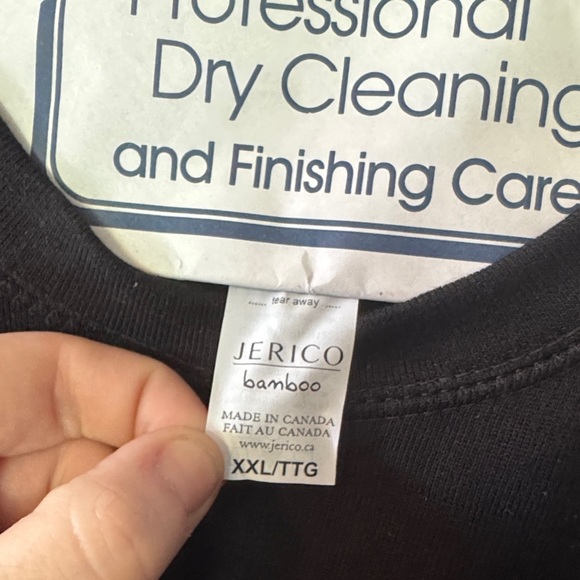 Professional
Dry Cleaning
and Finishing Care
...... tear away ......
JERICO
bamboo
MADE IN CANADA
FAIT AU CANADA
www.jerico.ca
XXL/TTG